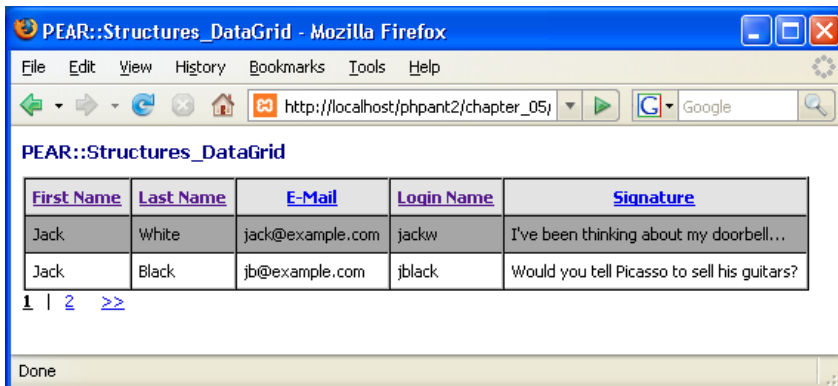 PEAR::Structures_DataGrid - Mozilla Firefox
File Edit View History Bookmarks Tools Help
http://localhost/phpant2/chapter_05/ G Google
PEAR::Structures_DataGrid
First Name Last Name E-Mail Login Name Signature
Jack White jack@example.com jackw I've been thinking about my doorbell...
Jack Black jb@example.com jblack Would you tell Picasso to sell his guitars?
1 | 2 >>
Done